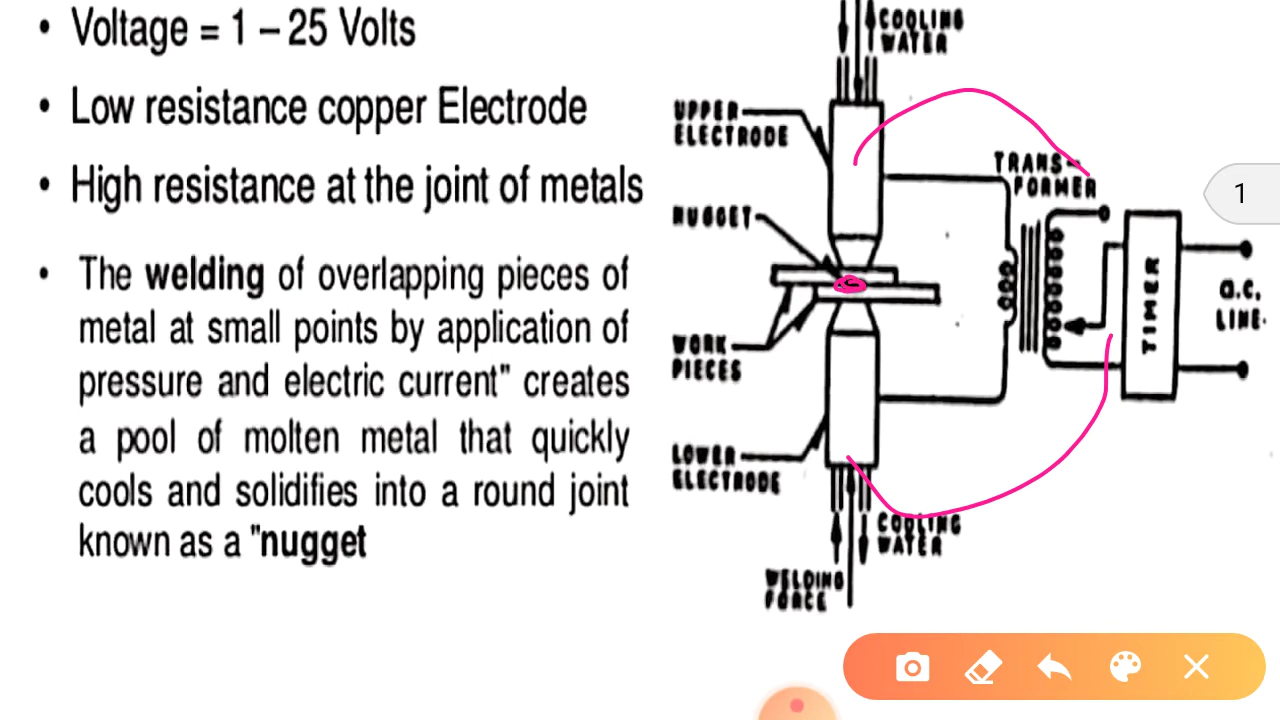 • Voltage = 1 – 25 Volts
• Low resistance copper Electrode
• High resistance at the joint of metals
• The welding of overlapping pieces of
metal at small points by application of
pressure and electric current" creates
a pool of molten metal that quickly
cools and solidifies into a round joint
known as a "nugget
COOLING
WATER
UPPER
ELECTRODE
TRANS-
FORMER
NUGGET
TIMER
a.c.
LINE.
WORK
PIECES
LOWER
ELECTRODE
COOLING
WATER
WELDING
FORCE
1